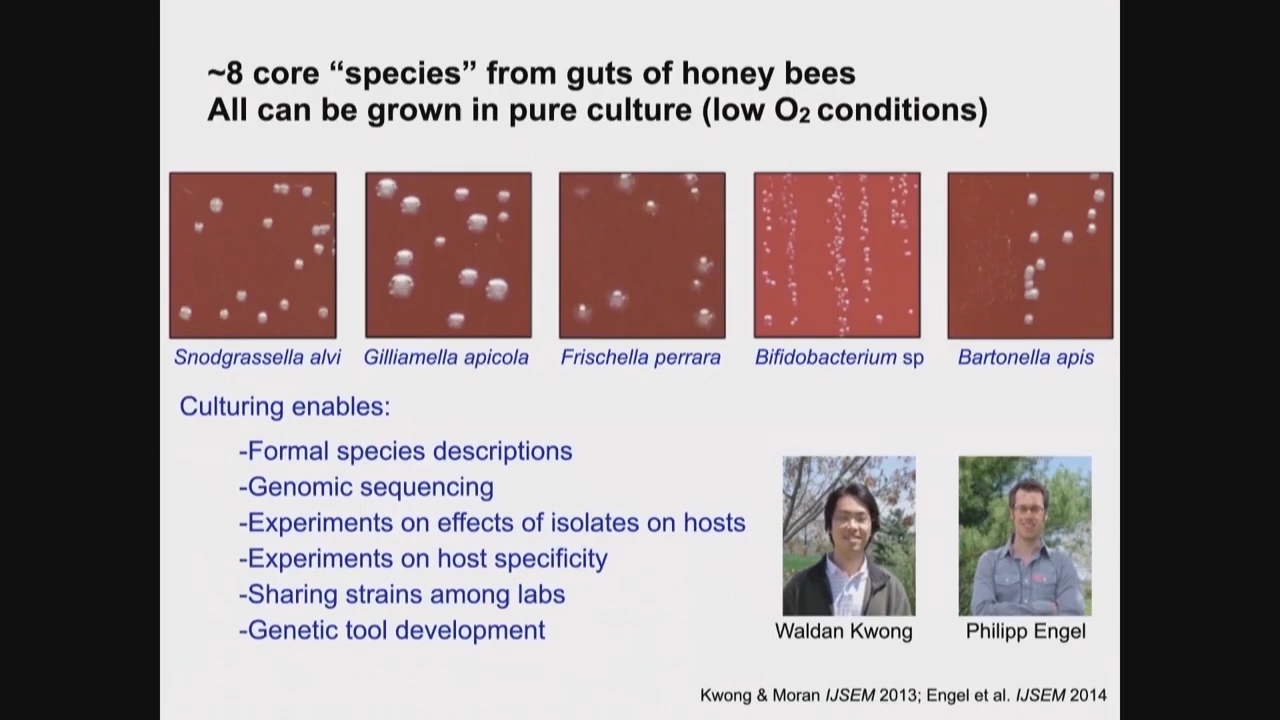 ~8 core “species” from guts of honey bees
All can be grown in pure culture (low O2 conditions)
Snodgrassella alvi
Gilliamella apicola
Frischella perrara
Bifidobacterium sp
Bartonella apis
Culturing enables:
-Formal species descriptions
-Genomic sequencing
-Experiments on effects of isolates on hosts
-Experiments on host specificity
-Sharing strains among labs
-Genetic tool development
Waldan Kwong
Philipp Engel
Kwong & Moran IJSEM 2013; Engel et al. IJSEM 2014